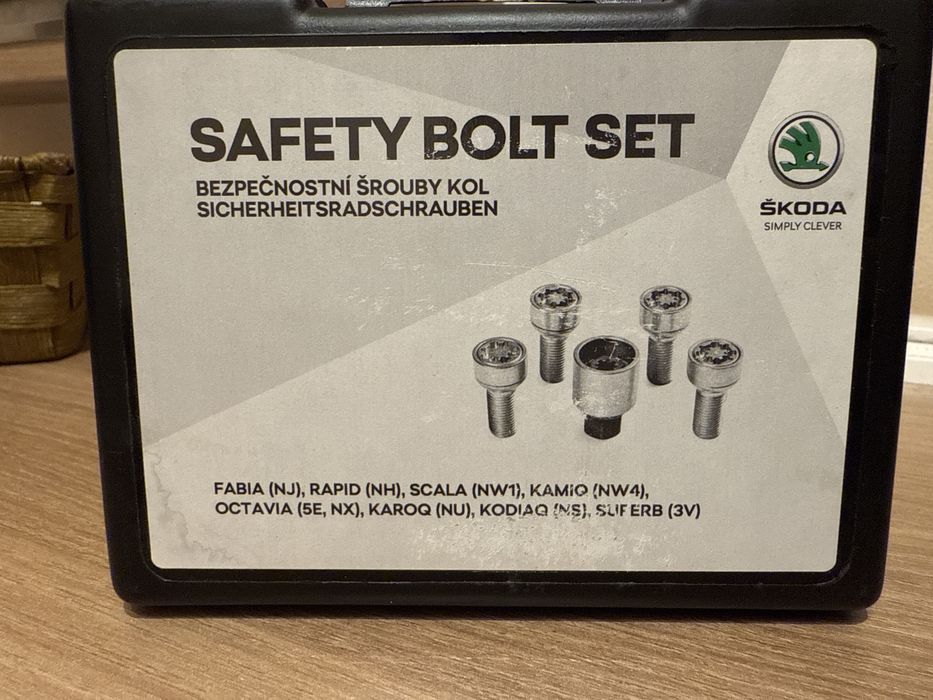 SAFETY BOLT SET
BEZPEČNOSTNÍ ŠROUBY KOL
SICHERHEITSRADSCHRAUBEN
ŠKODA
SIMPLY CLEVER
FABIA (NJ), RAPID (NH), SCALA (NW1), KAMIQ (NW4),
OCTAVIA (5E, NX), KAROQ (NU), KODIAQ (NS), SUPERB (3V)